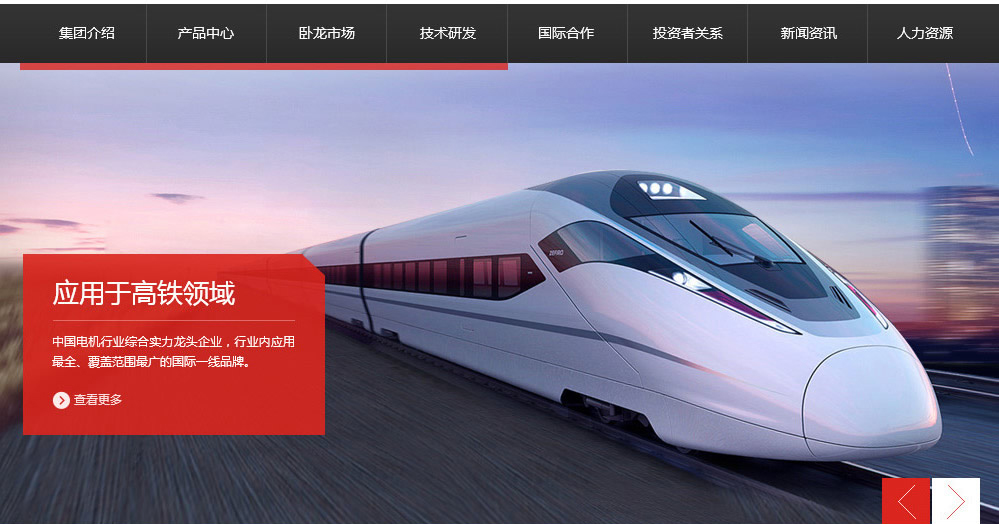 集团介绍
产品中心
卧龙市场
技术研发
国际合作
投资者关系
新闻资讯
人力资源
ZEFIRO
应用于高铁领域
中国电机行业综合实力龙头企业，行业内应用
最全、覆盖范围最广的国际一线品牌。
查看更多